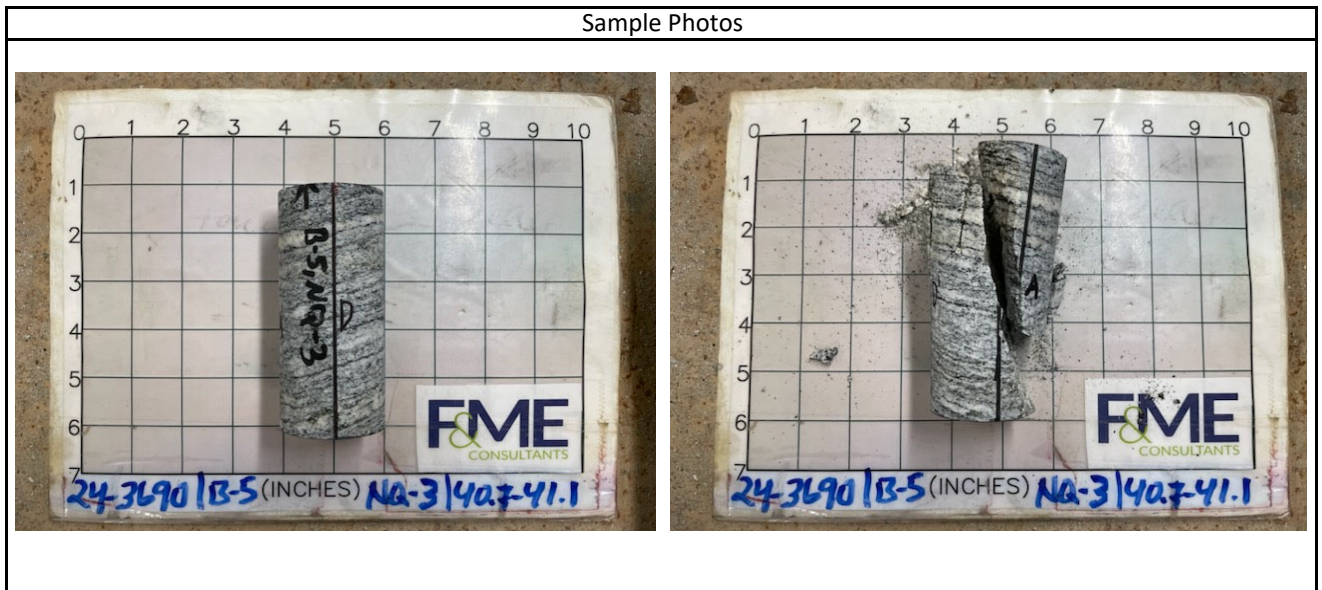 Sample Photos
0 1 2 3 4 5 6 7 8 9 10
1
2
3
4
5
6
7
B-5, NQ-3
D
F&ME
CONSULTANTS
24-3690 | B-5 (INCHES) NQ-3 | 40.7-41.1
0 1 2 3 4 5 6 7 8 9 10
1
2
3
4
5
6
7
A
F&ME
CONSULTANTS
24-3690 | B-5 (INCHES) NQ-3 | 40.7-41.1